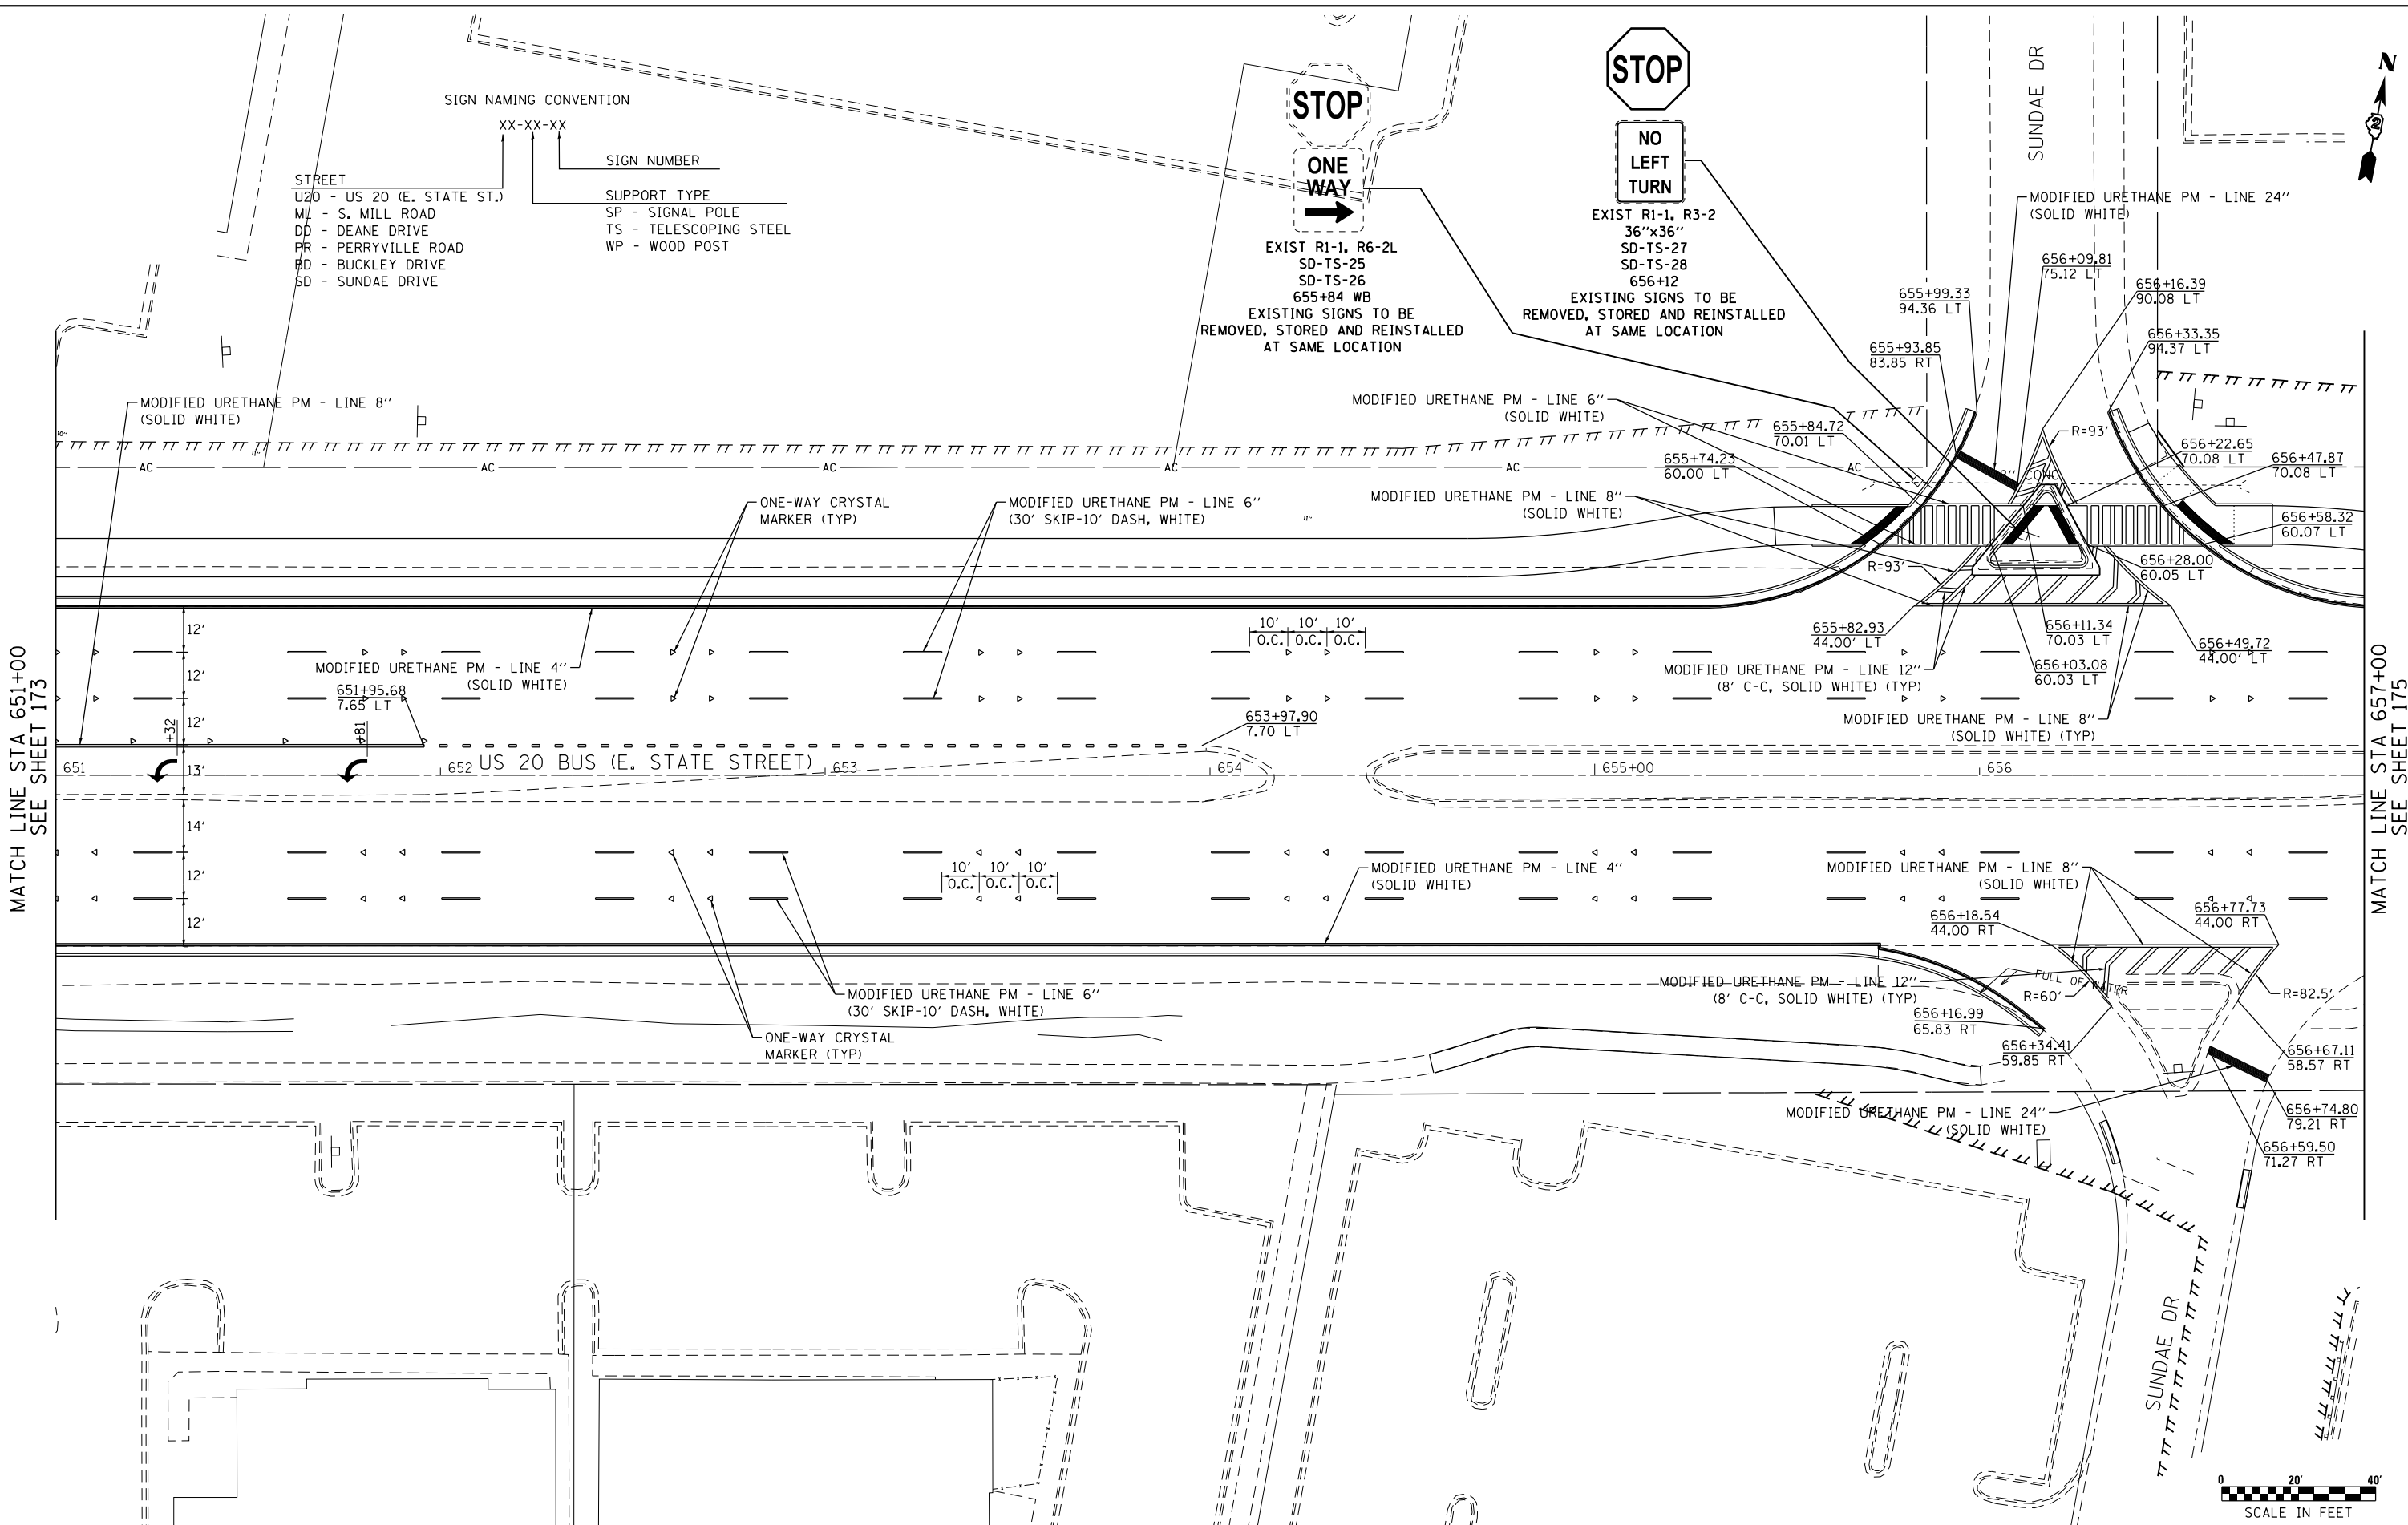 SIGN NAMING CONVENTION
XX-XX-XX
SIGN NUMBER
STREET
U20 - US 20 (E. STATE ST.)
ML - S. MILL ROAD
DD - DEANE DRIVE
PR - PERRYVILLE ROAD
BD - BUCKLEY DRIVE
SD - SUNDAE DRIVE
SUPPORT TYPE
SP - SIGNAL POLE
TS - TELESCOPING STEEL
WP - WOOD POST
STOP
ONE
WAY
EXIST R1-1, R6-2L
SD-TS-25
SD-TS-26
655+84 WB
EXISTING SIGNS TO BE
REMOVED, STORED AND REINSTALLED
AT SAME LOCATION
STOP
NO
LEFT
TURN
EXIST R1-1, R3-2
36''x36''
SD-TS-27
SD-TS-28
656+12
EXISTING SIGNS TO BE
REMOVED, STORED AND REINSTALLED
AT SAME LOCATION
SUNDAE DR
N
MODIFIED URETHANE PM - LINE 24''
(SOLID WHITE)
656+09.81
75.12 LT
656+16.39
90.08 LT
655+99.33
94.36 LT
656+33.35
94.37 LT
655+93.85
83.85 RT
MODIFIED URETHANE PM - LINE 8''
(SOLID WHITE)
MODIFIED URETHANE PM - LINE 6''
(SOLID WHITE)
655+84.72
70.01 LT
R=93'
656+22.65
70.08 LT
656+47.87
70.08 LT
655+74.23
60.00 LT
AC
AC
AC
AC
AC
AC
CONC
MODIFIED URETHANE PM - LINE 8''
(SOLID WHITE)
ONE-WAY CRYSTAL
MARKER (TYP)
MODIFIED URETHANE PM - LINE 6''
(30' SKIP-10' DASH, WHITE)
656+58.32
60.07 LT
656+28.00
60.05 LT
R=93'
12'
12'
12'
13'
14'
12'
12'
MODIFIED URETHANE PM - LINE 4''
(SOLID WHITE)
10' 10' 10'
O.C. O.C. O.C.
655+82.93
44.00' LT
656+11.34
70.03 LT
656+49.72
44.00' LT
MODIFIED URETHANE PM - LINE 12''
(8' C-C, SOLID WHITE) (TYP)
656+03.08
60.03 LT
651+95.68
7.65 LT
+32
+81
653+97.90
7.70 LT
MODIFIED URETHANE PM - LINE 8''
(SOLID WHITE) (TYP)
MATCH LINE STA 651+00
SEE SHEET 173
MATCH LINE STA 657+00
SEE SHEET 175
651
652
US 20 BUS (E. STATE STREET)
653
654
655+00
656
10' 10' 10'
O.C. O.C. O.C.
MODIFIED URETHANE PM - LINE 4''
(SOLID WHITE)
MODIFIED URETHANE PM - LINE 8''
(SOLID WHITE)
656+18.54
44.00 RT
656+77.73
44.00 RT
MODIFIED URETHANE PM - LINE 6''
(30' SKIP-10' DASH, WHITE)
MODIFIED URETHANE PM - LINE 12''
(8' C-C, SOLID WHITE) (TYP)
FULL OF WATER
R=60'
R=82.5'
656+16.99
65.83 RT
ONE-WAY CRYSTAL
MARKER (TYP)
656+34.41
59.85 RT
656+67.11
58.57 RT
MODIFIED URETHANE PM - LINE 24''
(SOLID WHITE)
656+74.80
79.21 RT
656+59.50
71.27 RT
SUNDAE DR
0 20' 40'
SCALE IN FEET